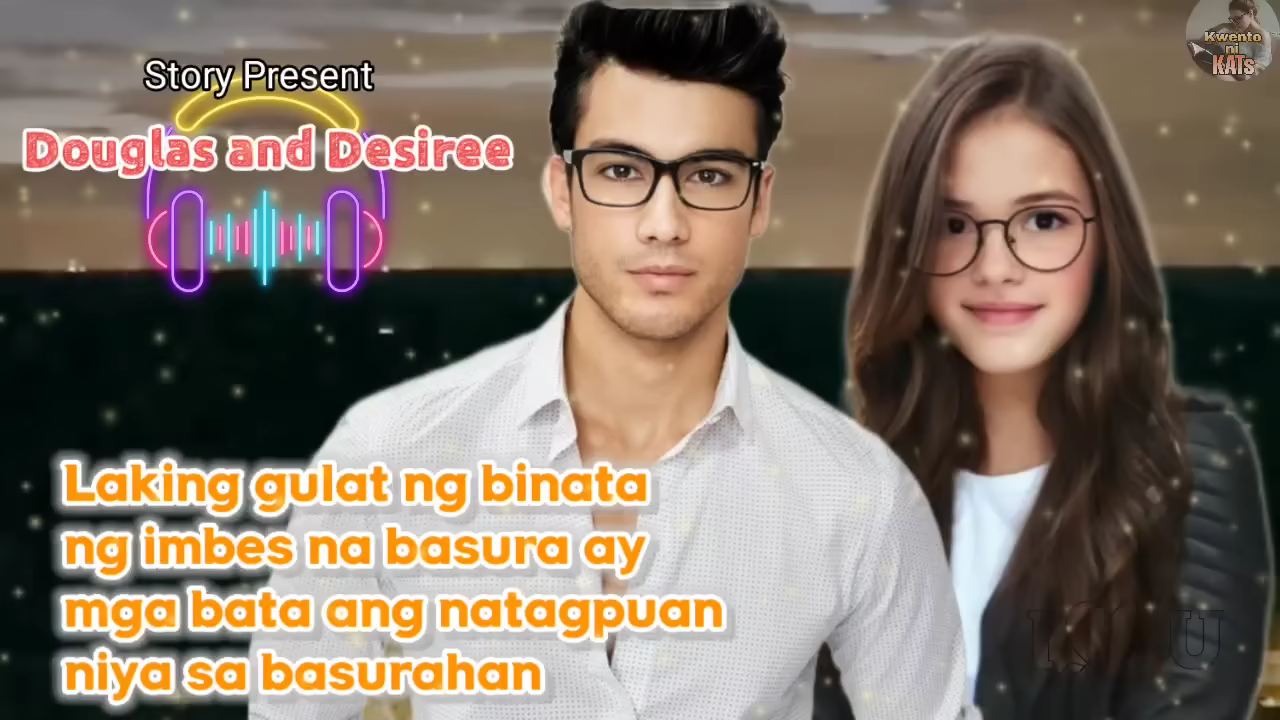 Story Present
Douglas and Desiree
Kwento
ni
KATs
Laking gulat ng binata
ng imbes na basura ay
mga bata ang natagpuan
niya sa basurahan